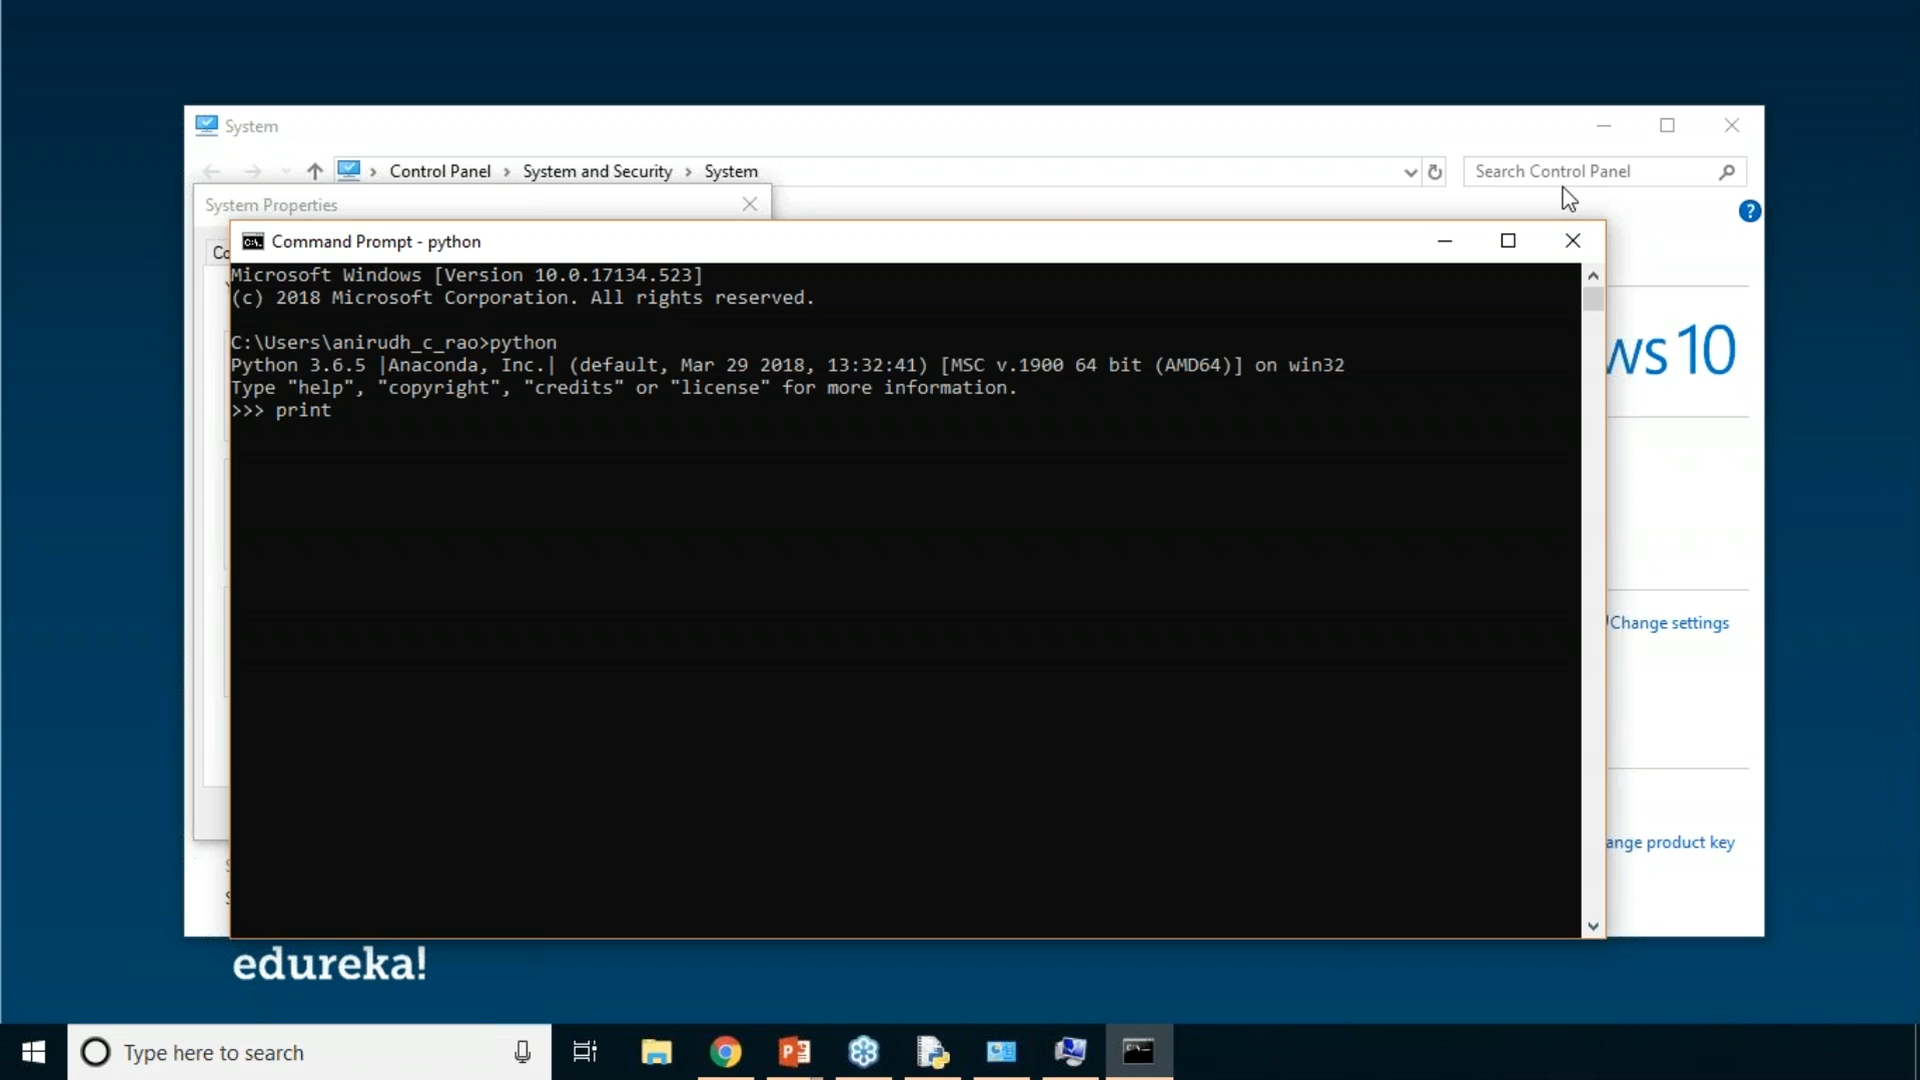 System
Control Panel > System and Security > System
Search Control Panel
System Properties
?
Command Prompt - python
Microsoft Windows [Version 10.0.17134.523]
(c) 2018 Microsoft Corporation. All rights reserved.
C:\Users\anirudh_c_rao>python
Python 3.6.5 |Anaconda, Inc.| (default, Mar 29 2018, 13:32:41) [MSC v.1900 64 bit (AMD64)] on win32
Type "help", "copyright", "credits" or "license" for more information.
>>> print
ws 10
Change settings
ange product key
edureka!
Type here to search